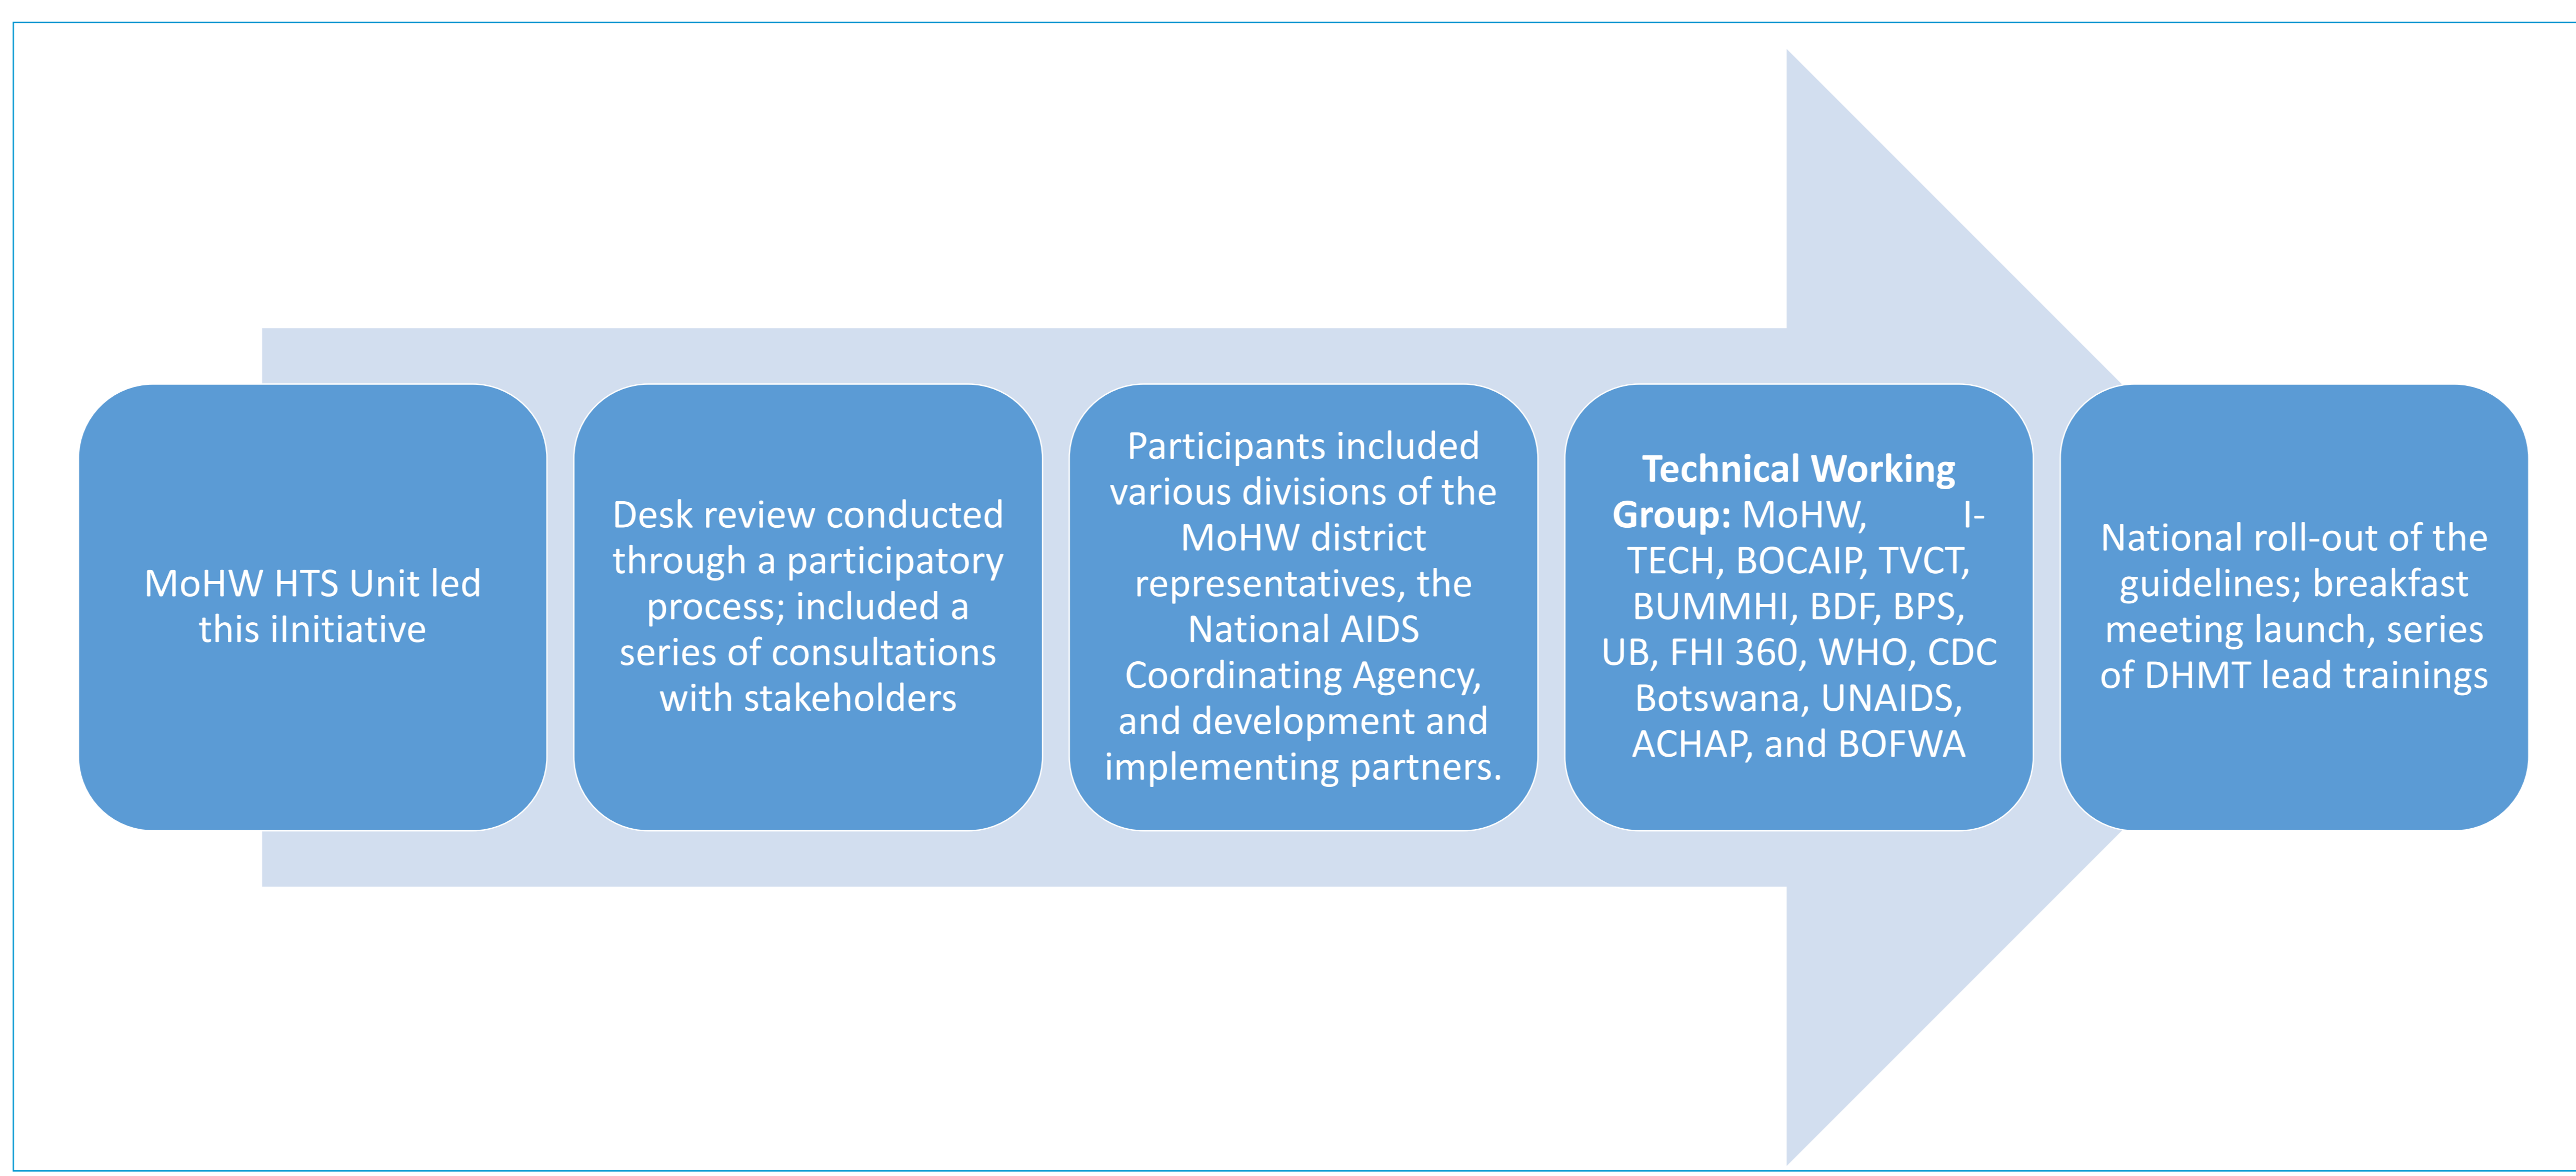 MoHW HTS Unit led
this iInitiative
Desk review conducted
through a participatory
process; included a
series of consultations
with stakeholders
Participants included
various divisions of the
MoHW district
representatives, the
National AIDS
Coordinating Agency,
and development and
implementing partners.
Technical Working
Group: MoHW, I-
TECH, BOCAIP, TVCT,
BUMMHI, BDF, BPS,
UB, FHI 360, WHO, CDC
Botswana, UNAIDS,
ACHAP, and BOFWA
National roll-out of the
guidelines; breakfast
meeting launch, series
of DHMT lead trainings